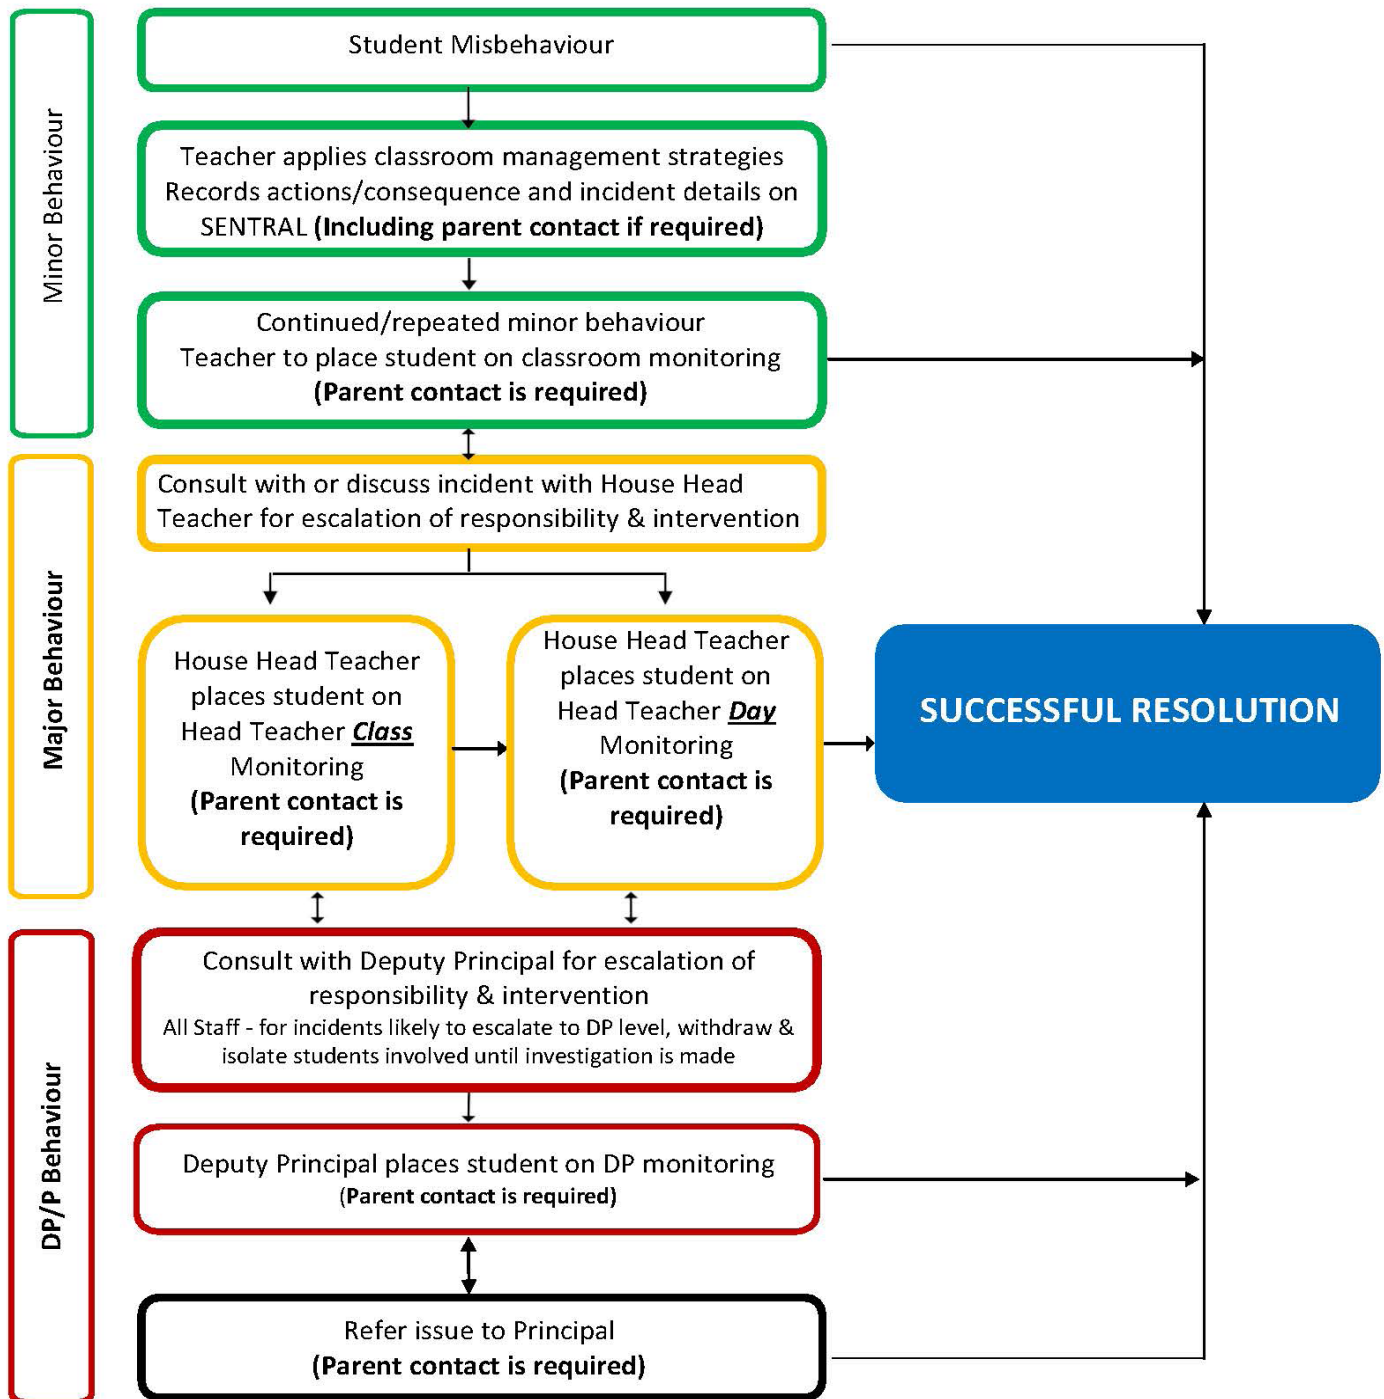 Minor Behaviour
Student Misbehaviour
Teacher applies classroom management strategies
Records actions/consequence and incident details on
SENTRAL (Including parent contact if required)
Continued/repeated minor behaviour
Teacher to place student on classroom monitoring
(Parent contact is required)
Major Behaviour
Consult with or discuss incident with House Head
Teacher for escalation of responsibility & intervention
House Head Teacher
places student on
Head Teacher Class
Monitoring
(Parent contact is
required)
House Head Teacher
places student on
Head Teacher Day
Monitoring
(Parent contact is
required)
SUCCESSFUL RESOLUTION
DP/P Behaviour
Consult with Deputy Principal for escalation of
responsibility & intervention
All Staff - for incidents likely to escalate to DP level, withdraw &
isolate students involved until investigation is made
Deputy Principal places student on DP monitoring
(Parent contact is required)
Refer issue to Principal
(Parent contact is required)